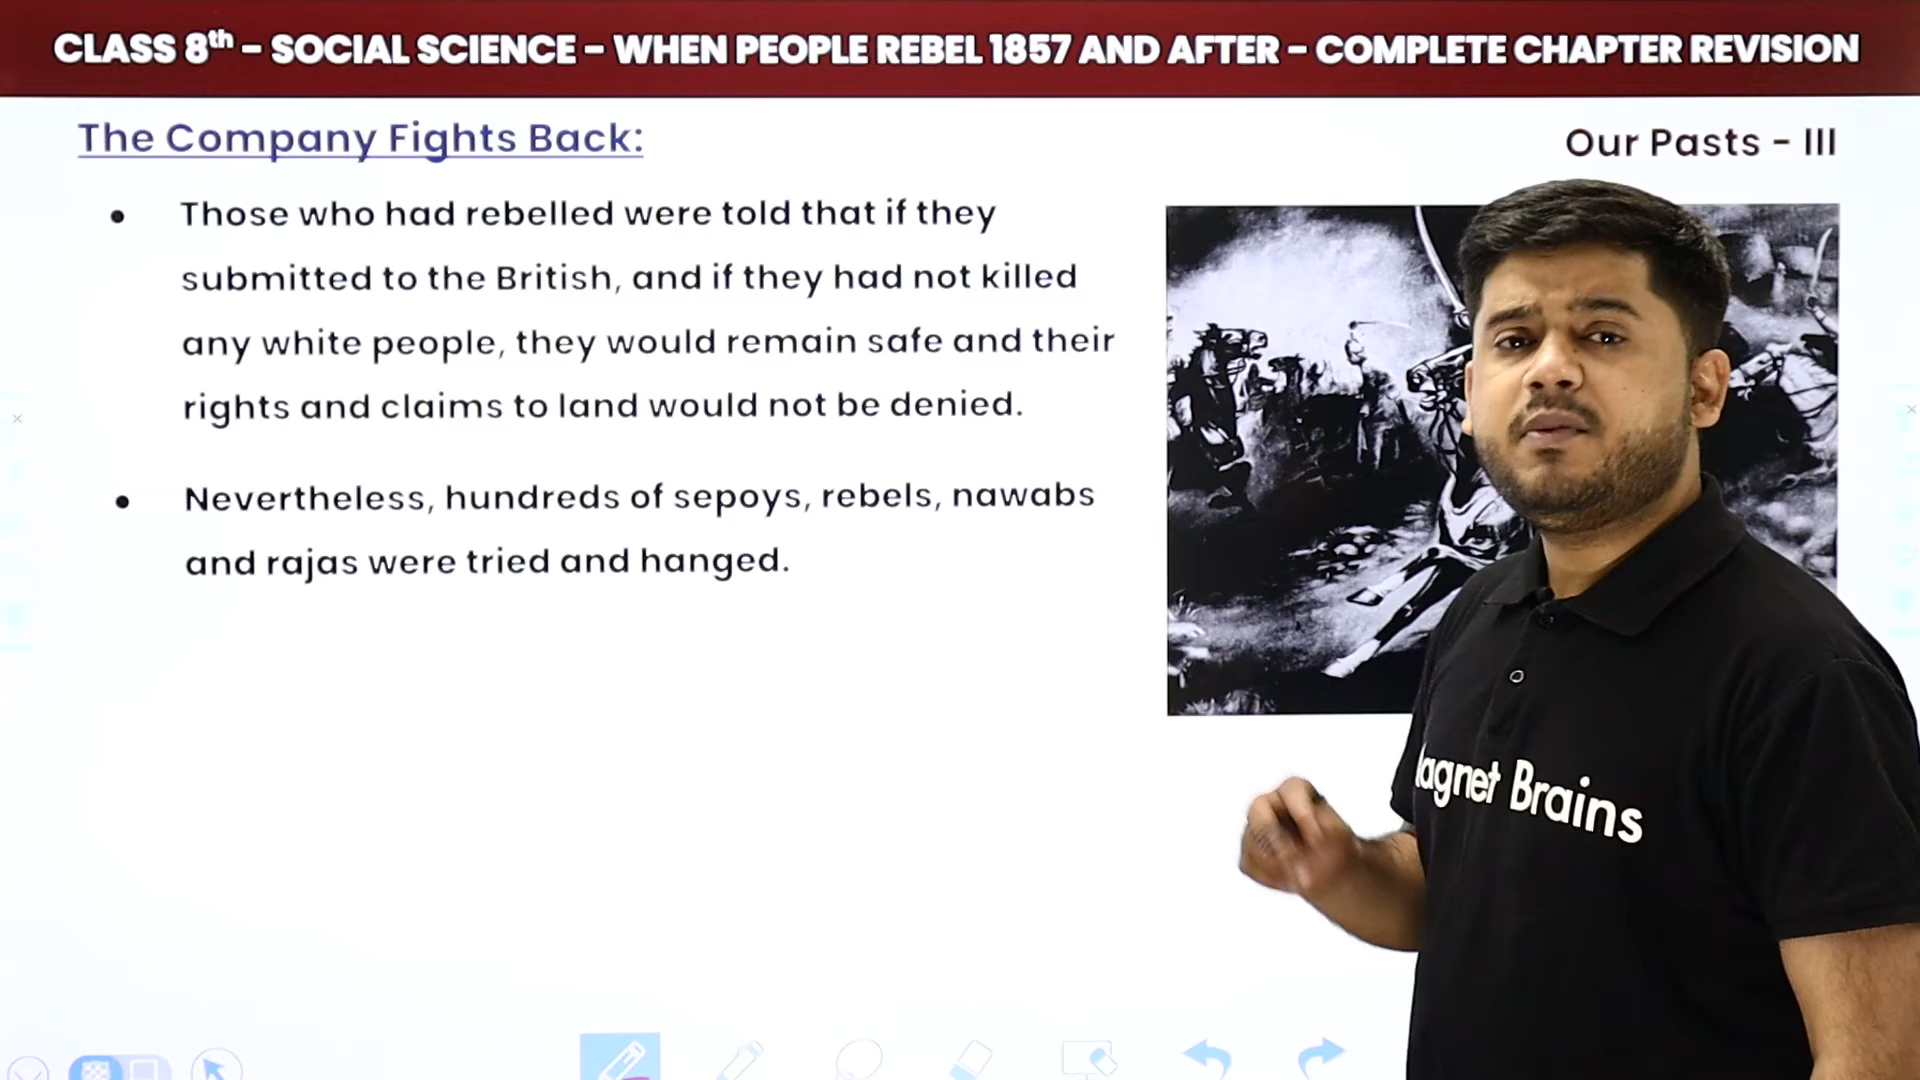 CLASS 8th – SOCIAL SCIENCE – WHEN PEOPLE REBEL 1857 AND AFTER – COMPLETE CHAPTER REVISION
The Company Fights Back:
Our Pasts - III
• Those who had rebelled were told that if they
submitted to the British, and if they had not killed
any white people, they would remain safe and their
rights and claims to land would not be denied.
• Nevertheless, hundreds of sepoys, rebels, nawabs
and rajas were tried and hanged.
agnet Brains